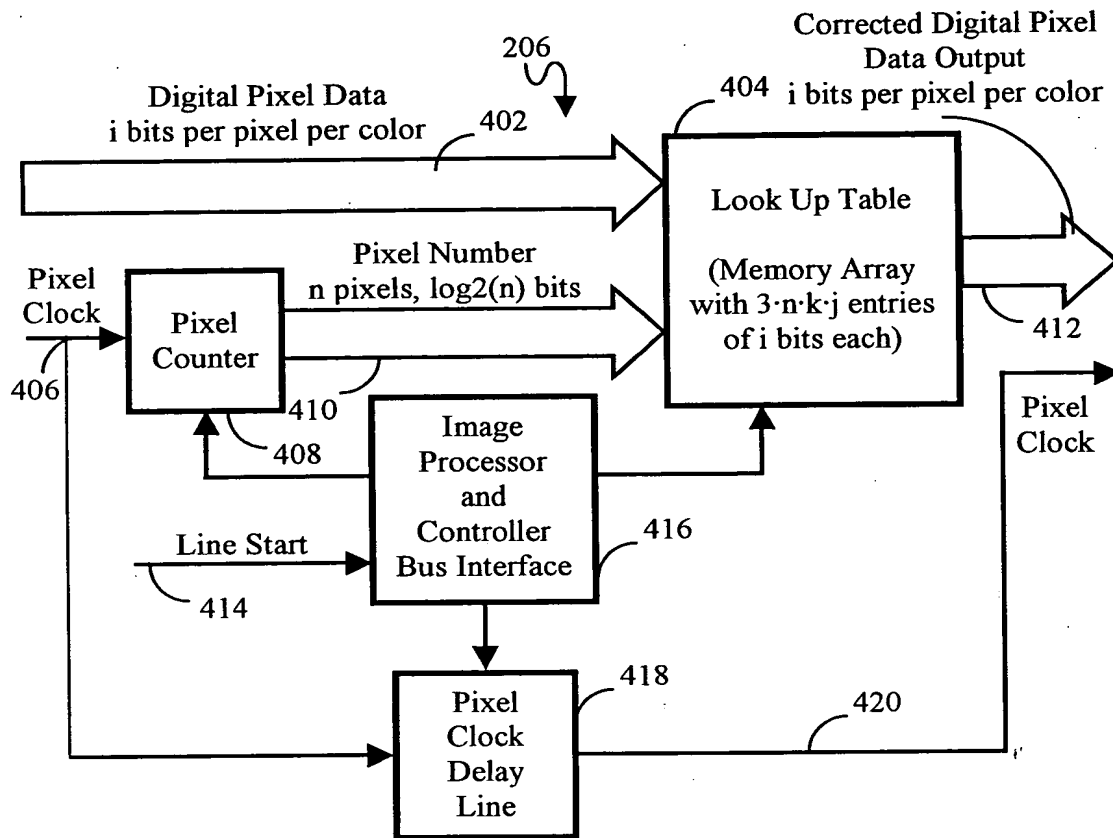 206
Digital Pixel Data
i bits per pixel per color
402
404
Corrected Digital Pixel
Data Output
i bits per pixel per color
Look Up Table
(Memory Array
with 3·n·k·j entries
of i bits each)
412
Pixel Number
n pixels, log2(n) bits
Pixel
Clock
406
Pixel
Counter
408
410
Image
Processor
and
Controller
Bus Interface
416
Pixel
Clock
Line Start
414
Pixel
Clock
Delay
Line
418
420